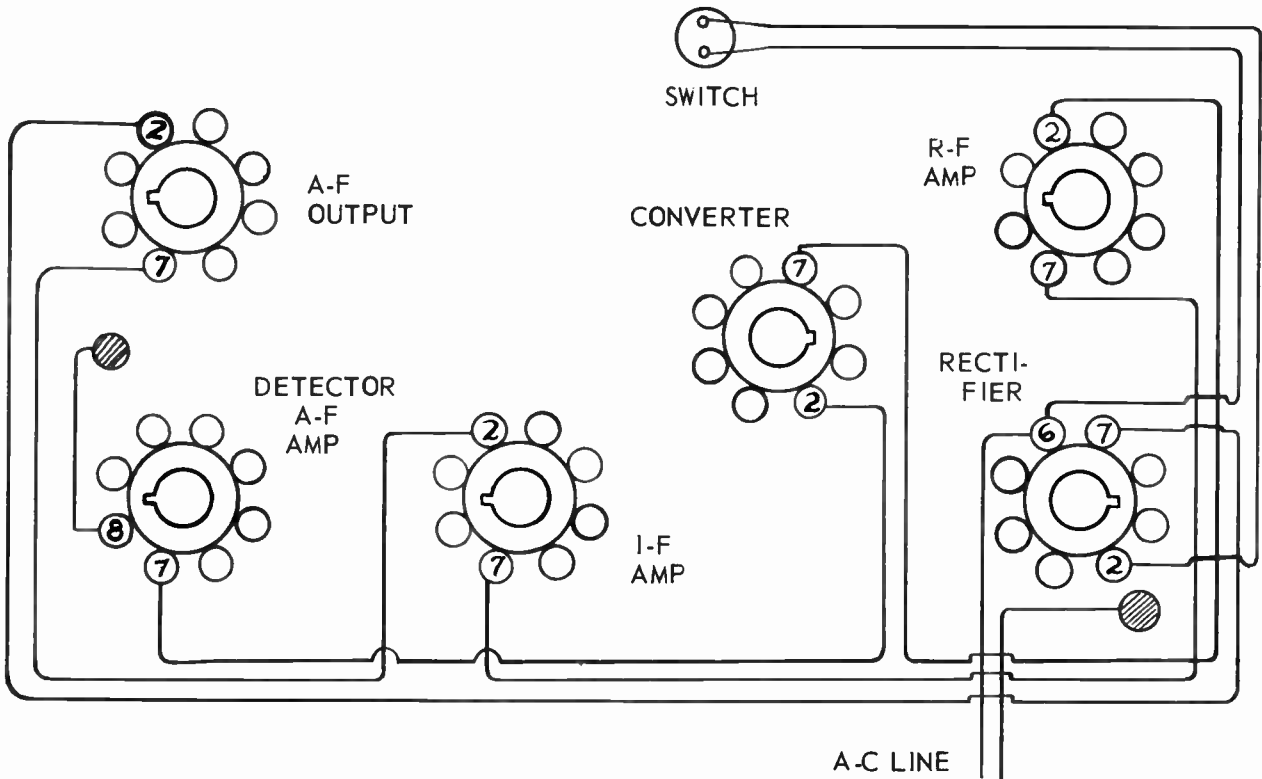 SWITCH
2
A-F
OUTPUT
7
R-F
AMP
2
7
CONVERTER
7
2
DETECTOR
A-F
AMP
8
7
2
I-F
AMP
7
RECTI-
FIER
6
7
2
A-C LINE